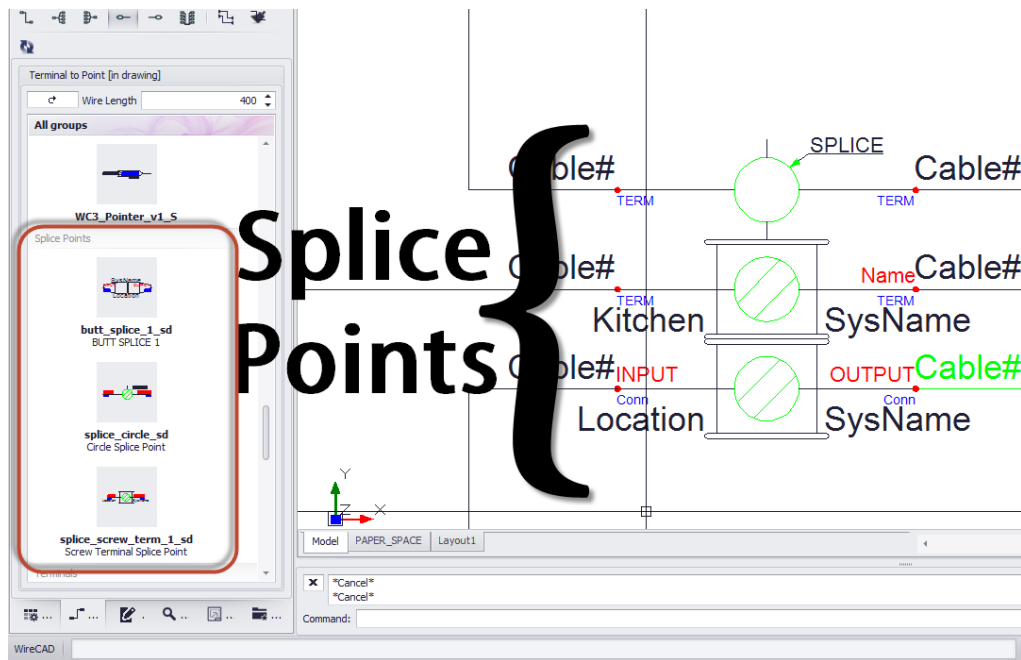 Terminal to Point [in drawing]
Wire Length 400
All groups
WC3_Pointer_v1_S
Splice Points
SysName
Location
butt_splice_1_sd
BUTT SPLICE 1
splice_circle_sd
Circle Splice Point
splice_screw_term_1_sd
Screw Terminal Splice Point
Terminals
Splice
Points
SPLICE
Cable#
TERM
TERM
Cable#
Cable#
TERM
Kitchen
Name
Cable#
TERM
SysName
Cable#
INPUT
Conn
Location
OUTPUT
Cable#
Conn
SysName
Y
Z
X
Model PAPER_SPACE Layout1
*Cancel*
*Cancel*
Command:
WireCAD